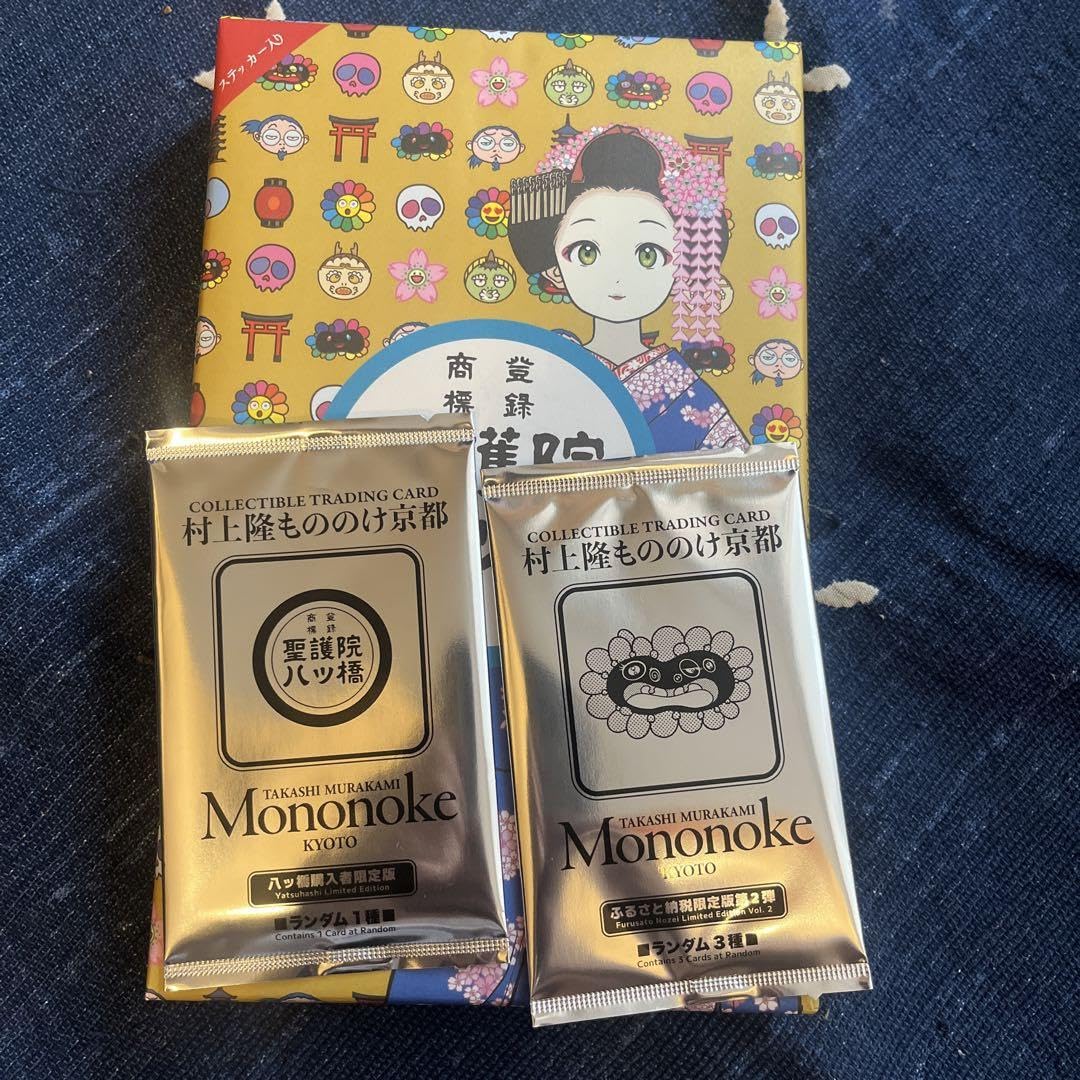 ステッカー入り
登録
商標
護院
COLLECTIBLE TRADING CARD
村上隆もののけ京都
登録
商標
聖護院
八ッ橋
TAKASHI MURAKAMI
Mononoke
KYOTO
八ッ橋購入者限定版
Yatsuhashi Limited Edition
■ランダム1種■
Contains 1 Card at Random
COLLECTIBLE TRADING CARD
村上隆もののけ京都
TAKASHI MURAKAMI
Mononoke
KYOTO
ふるさと納税限定版第2弾
Furusato Nozei Limited Edition Vol. 2
■ランダム3種■
Contains 3 Cards at Random